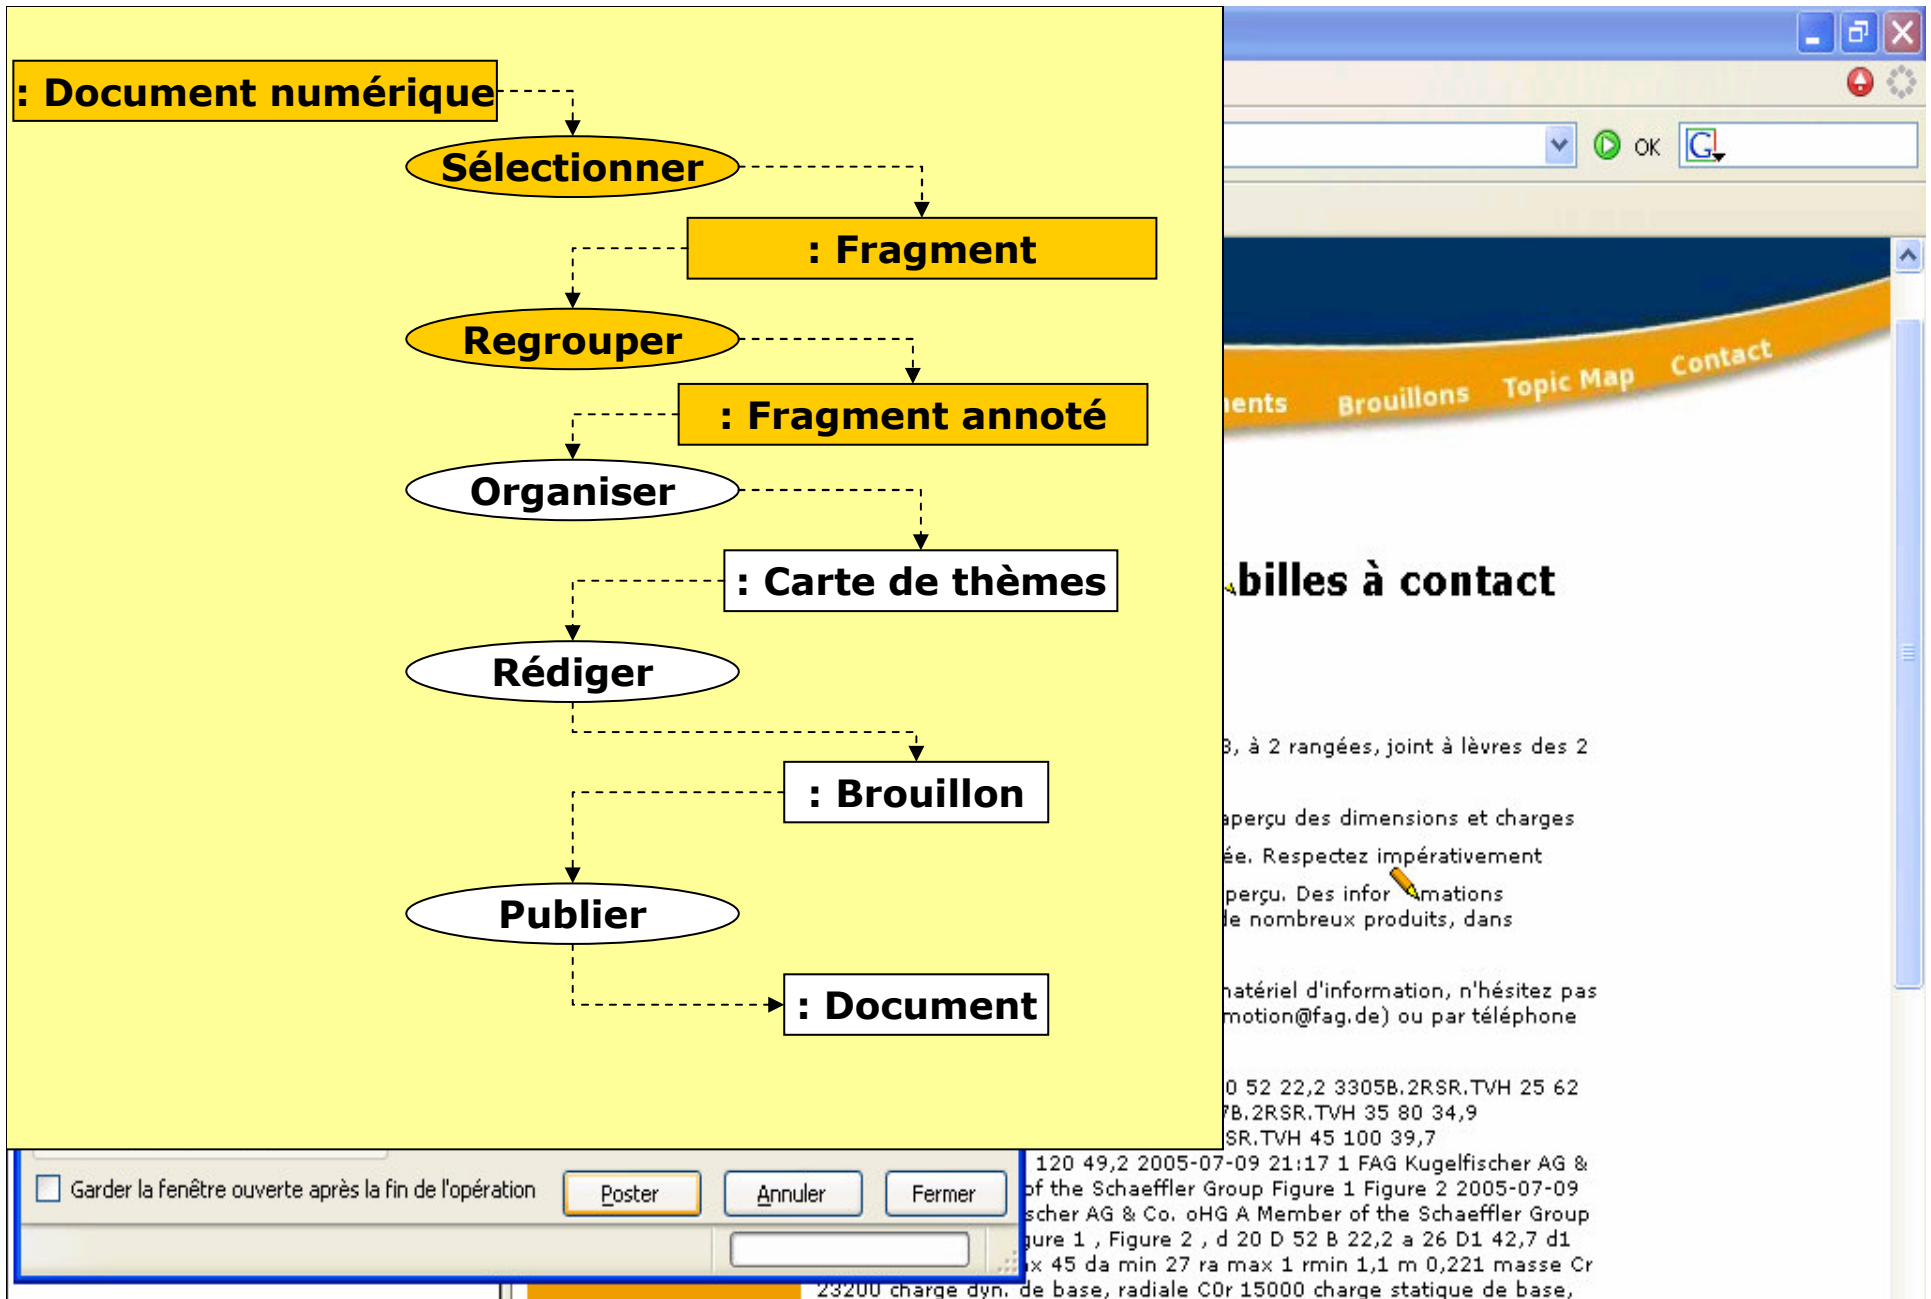 : Document numérique
Sélectionner
: Fragment
Regrouper
: Fragment annoté
Organiser
: Carte de thèmes
Rédiger
: Brouillon
Publier
: Document
OK
Brouillons Topic Map Contact
billes à contact
, à 2 rangées, joint à lèvres des 2
aperçu des dimensions et charges
ée. Respectez impérativement
perçu. Des infor mations
de nombreux produits, dans
matériel d'information, n'hésitez pas
motion@fag.de) ou par téléphone
0 52 22,2 3305B.2RSR.TVH 25 62
7B.2RSR.TVH 35 80 34,9
SR.TVH 45 100 39,7
120 49,2 2005-07-09 21:17 1 FAG Kugelfischer AG &
of the Schaeffler Group Figure 1 Figure 2 2005-07-09
scher AG & Co. oHG A Member of the Schaeffler Group
gure 1 , Figure 2 , d 20 D 52 B 22,2 a 26 D1 42,7 d1
ax 45 da min 27 ra max 1 rmin 1,1 m 0,221 masse Cr
23200 charge dyn. de base, radiale C0r 15000 charge statique de base,
Garder la fenêtre ouverte après la fin de l'opération
Poster Annuler Fermer